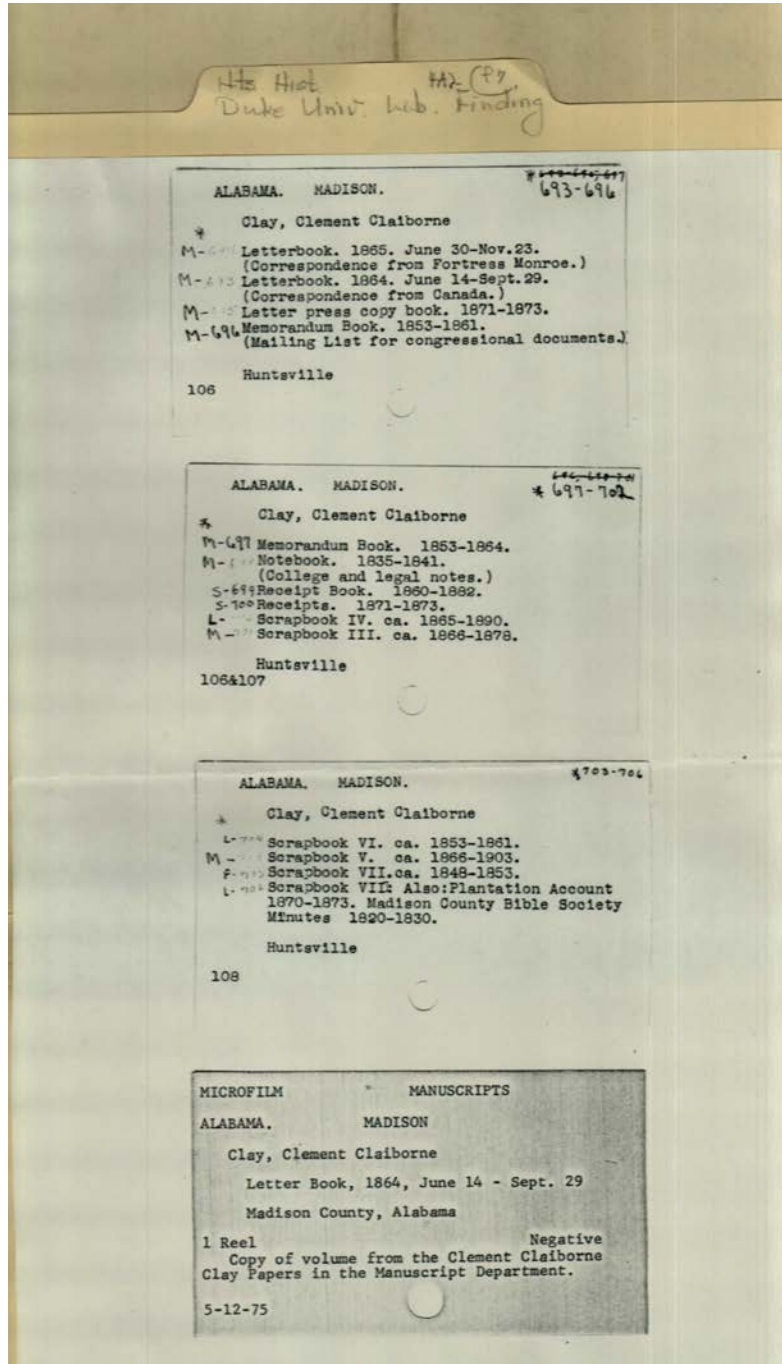 Hts Hist
Duke Univ. Lib. Finding
ALABAMA. MADISON.
693-696
Clay, Clement Claiborne
*
M- Letterbook. 1865. June 30-Nov.23.
(Correspondence from Fortress Monroe.)
M- Letterbook. 1864. June 14-Sept.29.
(Correspondence from Canada.)
M- Letter press copy book. 1871-1873.
M-696 Memorandum Book. 1853-1861.
(Mailing List for congressional documents.)
Huntsville
106
ALABAMA. MADISON.
* 697-702
Clay, Clement Claiborne
*
M-697 Memorandum Book. 1853-1864.
M- Notebook. 1835-1841.
(College and legal notes.)
S-699 Receipt Book. 1860-1882.
S-700 Receipts. 1871-1873.
L- Scrapbook IV. ca. 1865-1890.
M- Scrapbook III. ca. 1866-1878.
Huntsville
106&107
*703-706
ALABAMA. MADISON.
Clay, Clement Claiborne
*
L- Scrapbook VI. ca. 1853-1861.
M- Scrapbook V. ca. 1866-1903.
Scrapbook VII.ca. 1848-1853.
L- Scrapbook VIII: Also:Plantation Account
1870-1873. Madison County Bible Society
Minutes 1820-1830.
Huntsville
108
MICROFILM MANUSCRIPTS
ALABAMA. MADISON
Clay, Clement Claiborne
Letter Book, 1864, June 14 - Sept. 29
Madison County, Alabama
1 Reel Negative
Copy of volume from the Clement Claiborne
Clay Papers in the Manuscript Department.
5-12-75